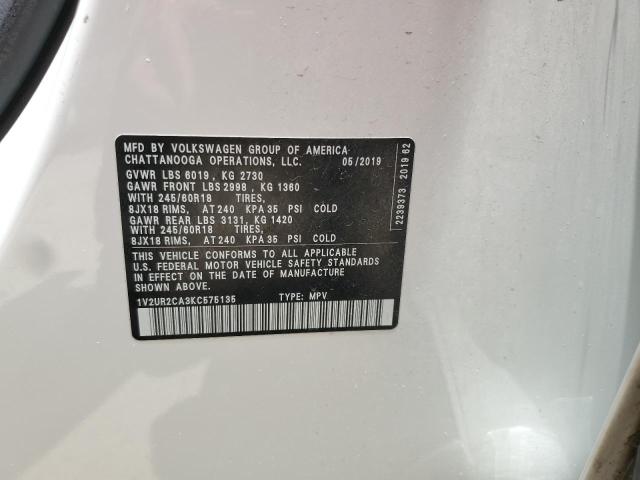 MFD BY VOLKSWAGEN GROUP OF AMERICA
CHATTANOOGA OPERATIONS, LLC. 05/2019
GVWR LBS 6019 , KG 2730
GAWR FRONT LBS 2998 , KG 1360
WITH 245/60R18 TIRES,
8JX18 RIMS, AT 240 KPA 35 PSI COLD
GAWR REAR LBS 3131, KG 1420
WITH 245/60R18 TIRES,
8JX18 RIMS, AT 240 KPA 35 PSI COLD
THIS VEHICLE CONFORMS TO ALL APPLICABLE
U.S. FEDERAL MOTOR VEHICLE SAFETY STANDARDS
IN EFFECT ON THE DATE OF MANUFACTURE
SHOWN ABOVE.
1V2UR2CA3KC575135 TYPE: MPV
2239373 2019 62